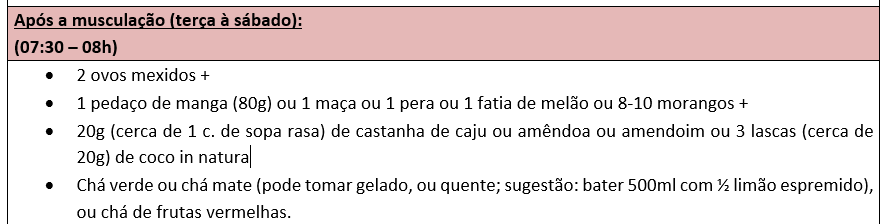 Após a musculação (terça à sábado):
(07:30 – 08h)
• 2 ovos mexidos +
• 1 pedaço de manga (80g) ou 1 maça ou 1 pera ou 1 fatia de melão ou 8-10 morangos +
• 20g (cerca de 1 c. de sopa rasa) de castanha de caju ou amêndoa ou amendoim ou 3 lascas (cerca de
20g) de coco in natura
• Chá verde ou chá mate (pode tomar gelado, ou quente; sugestão: bater 500ml com ½ limão espremido),
ou chá de frutas vermelhas.